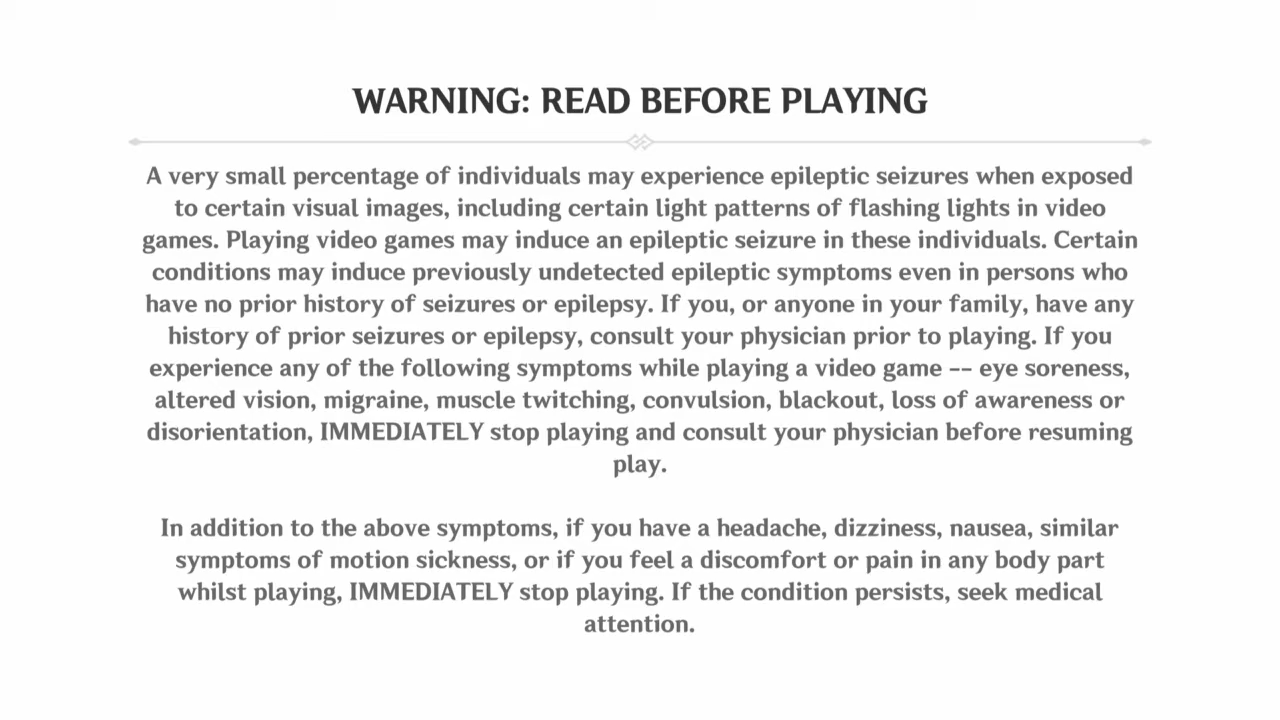 WARNING: READ BEFORE PLAYING
A very small percentage of individuals may experience epileptic seizures when exposed
to certain visual images, including certain light patterns of flashing lights in video
games. Playing video games may induce an epileptic seizure in these individuals. Certain
conditions may induce previously undetected epileptic symptoms even in persons who
have no prior history of seizures or epilepsy. If you, or anyone in your family, have any
history of prior seizures or epilepsy, consult your physician prior to playing. If you
experience any of the following symptoms while playing a video game -- eye soreness,
altered vision, migraine, muscle twitching, convulsion, blackout, loss of awareness or
disorientation, IMMEDIATELY stop playing and consult your physician before resuming
play.
In addition to the above symptoms, if you have a headache, dizziness, nausea, similar
symptoms of motion sickness, or if you feel a discomfort or pain in any body part
whilst playing, IMMEDIATELY stop playing. If the condition persists, seek medical
attention.